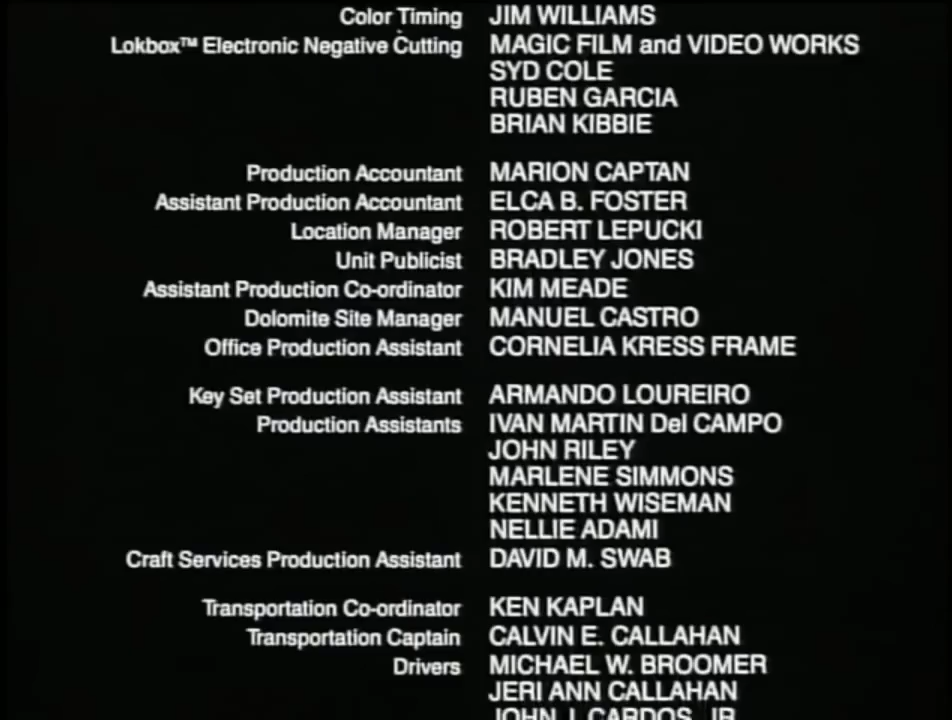 Color Timing JIM WILLIAMS
Lokbox™ Electronic Negative Cutting MAGIC FILM and VIDEO WORKS
SYD COLE
RUBEN GARCIA
BRIAN KIBBIE
Production Accountant MARION CAPTAN
Assistant Production Accountant ELCA B. FOSTER
Location Manager ROBERT LEPUCKI
Unit Publicist BRADLEY JONES
Assistant Production Co-ordinator KIM MEADE
Dolomite Site Manager MANUEL CASTRO
Office Production Assistant CORNELIA KRESS FRAME
Key Set Production Assistant ARMANDO LOUREIRO
Production Assistants IVAN MARTIN Del CAMPO
JOHN RILEY
MARLENE SIMMONS
KENNETH WISEMAN
NELLIE ADAMI
Craft Services Production Assistant DAVID M. SWAB
Transportation Co-ordinator KEN KAPLAN
Transportation Captain CALVIN E. CALLAHAN
Drivers MICHAEL W. BROOMER
JERI ANN CALLAHAN
JOHN J. CARDOS, JR.